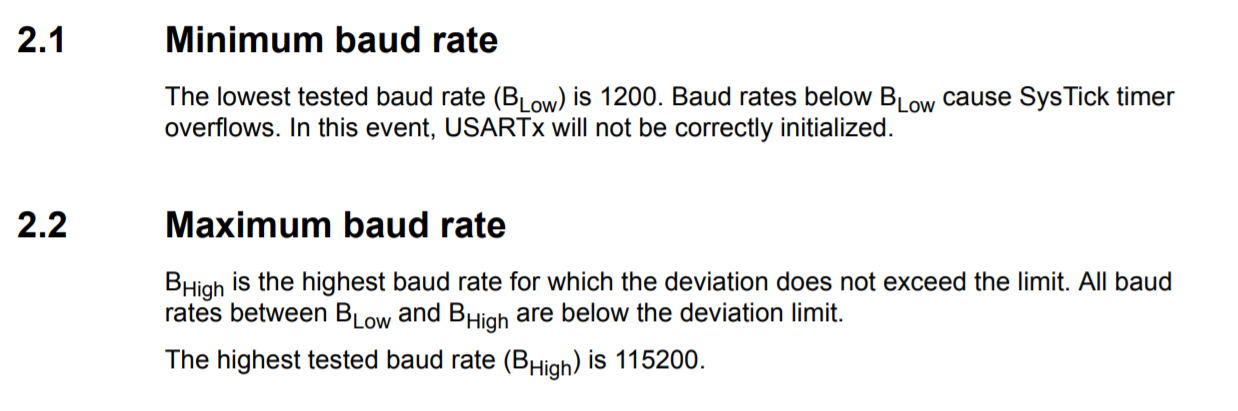 2.1 Minimum baud rate
The lowest tested baud rate (BLow) is 1200. Baud rates below BLow cause SysTick timer
overflows. In this event, USARTx will not be correctly initialized.
2.2 Maximum baud rate
BHigh is the highest baud rate for which the deviation does not exceed the limit. All baud
rates between BLow and BHigh are below the deviation limit.
The highest tested baud rate (BHigh) is 115200.